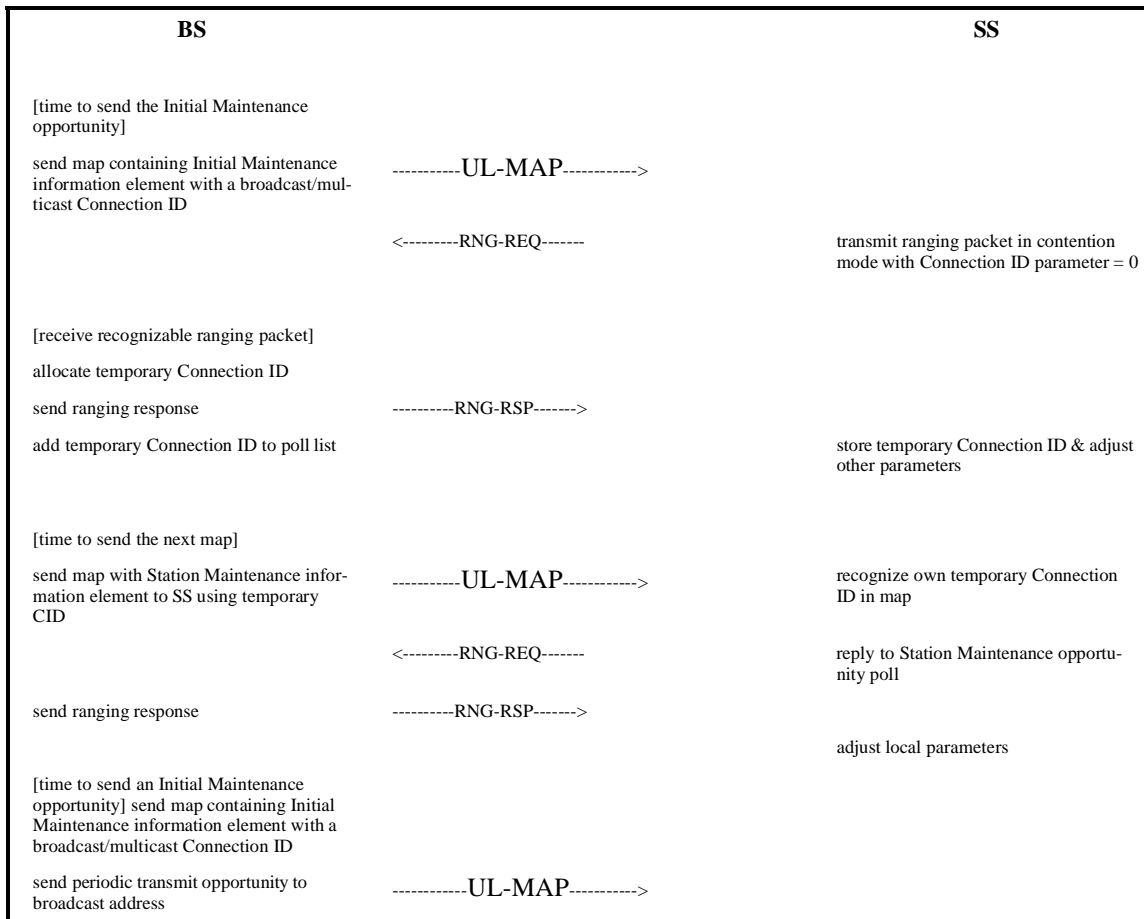 BS SS
[time to send the Initial Maintenance
opportunity]
send map containing Initial Maintenance
information element with a broadcast/mul-
ticast Connection ID
-----------UL-MAP------------>
<---------RNG-REQ-------
transmit ranging packet in contention
mode with Connection ID parameter = 0
[receive recognizable ranging packet]
allocate temporary Connection ID
send ranging response ----------RNG-RSP------->
add temporary Connection ID to poll list
store temporary Connection ID & adjust
other parameters
[time to send the next map]
send map with Station Maintenance infor-
mation element to SS using temporary
CID
-----------UL-MAP------------>
recognize own temporary Connection
ID in map
<---------RNG-REQ-------
reply to Station Maintenance opportu-
nity poll
send ranging response ----------RNG-RSP------->
adjust local parameters
[time to send an Initial Maintenance
opportunity] send map containing Initial
Maintenance information element with a
broadcast/multicast Connection ID
send periodic transmit opportunity to
broadcast address
------------UL-MAP----------->